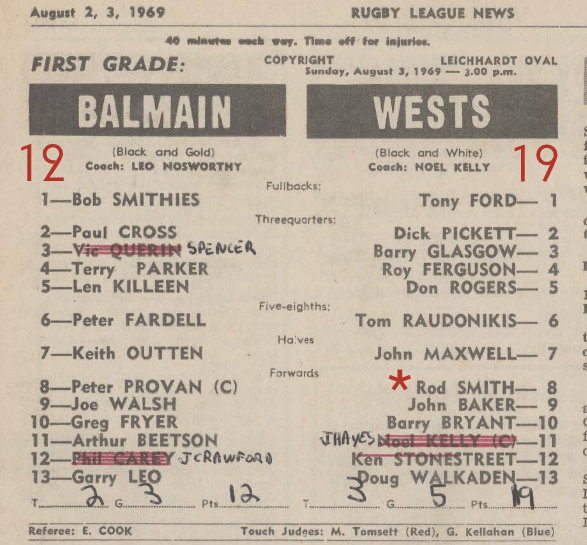 August 2, 3, 1969 RUGBY LEAGUE NEWS
40 minutes each way. Time off for injuries.
FIRST GRADE: COPYRIGHT LEICHHARDT OVAL
Sunday, August 3, 1969 — 3.00 p.m.
BALMAIN WESTS
(Black and Gold) (Black and White)
12 Coach: LEO NOSWORTHY Coach: NOEL KELLY 19
Fullbacks:
1—Bob SMITHIES Tony FORD— 1
Threequarters:
2—Paul CROSS Dick PICKETT— 2
3—Vic QUERIN SPENCER Barry GLASGOW— 3
4—Terry PARKER Roy FERGUSON— 4
5—Len KILLEEN Don ROGERS— 5
Five-eighths:
6—Peter FARDELL Tom RAUDONIKIS— 6
Halves
7—Keith OUTTEN John MAXWELL— 7
Forwards
8—Peter PROVAN (C) * Rod SMITH— 8
9—Joe WALSH John BAKER— 9
10—Greg FRYER Barry BRYANT—10
11—Arthur BEETSON J HAYES Noel KELLY (C)—11
12—Phil CAREY J CRAWFORD Ken STONESTREET—12
13—Garry LEO Doug WALKADEN—13
T. 2 G. 3 Pts. 12 T. 3 G. 5 Pts. 19
Referee: E. COOK Touch Judges: M. Tomsett (Red), G. Kellahan (Blue)